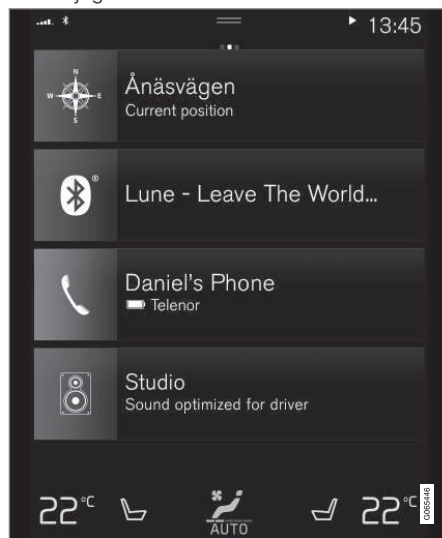 13:45
N
W
E
S
Ånäsvägen
Current position
®
Lune - Leave The World...
Daniel's Phone
Telenor
Studio
Sound optimized for driver
22°C
AUTO
22°C
G065446